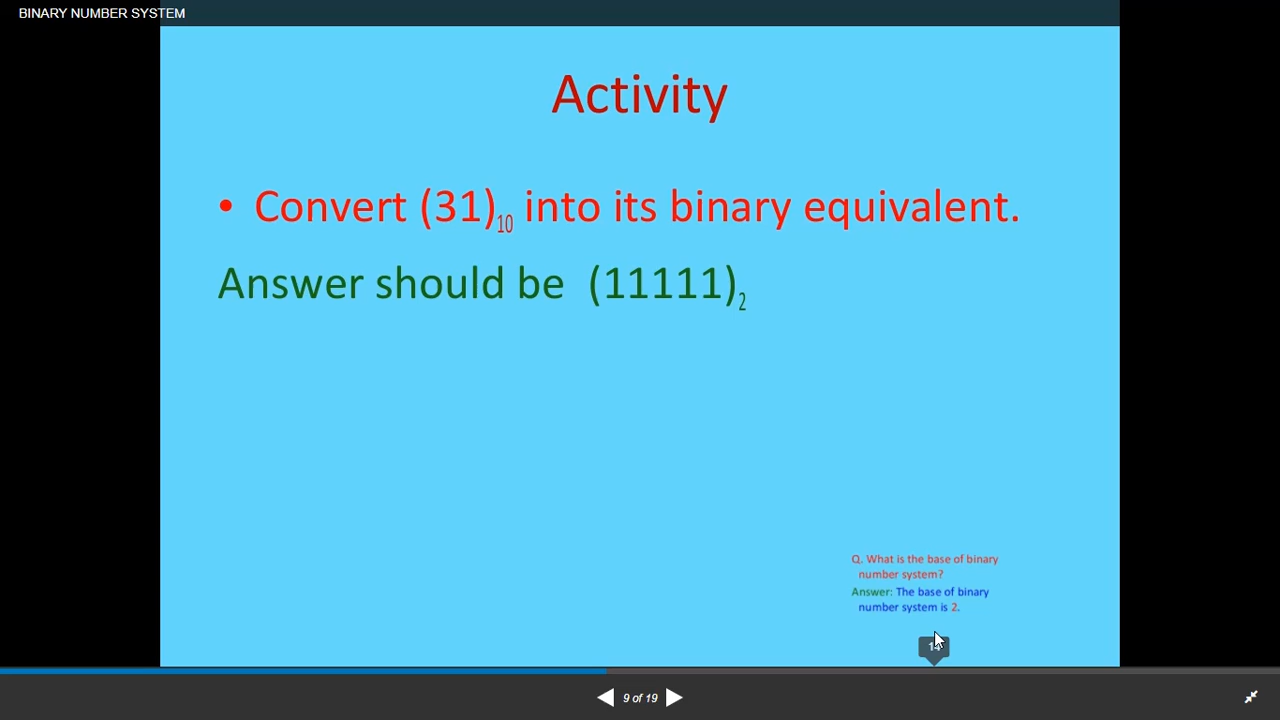 BINARY NUMBER SYSTEM
Activity
• Convert (31)₁₀ into its binary equivalent.
Answer should be (11111)₂
Q. What is the base of binary
number system?
Answer: The base of binary
number system is 2.
9 of 19